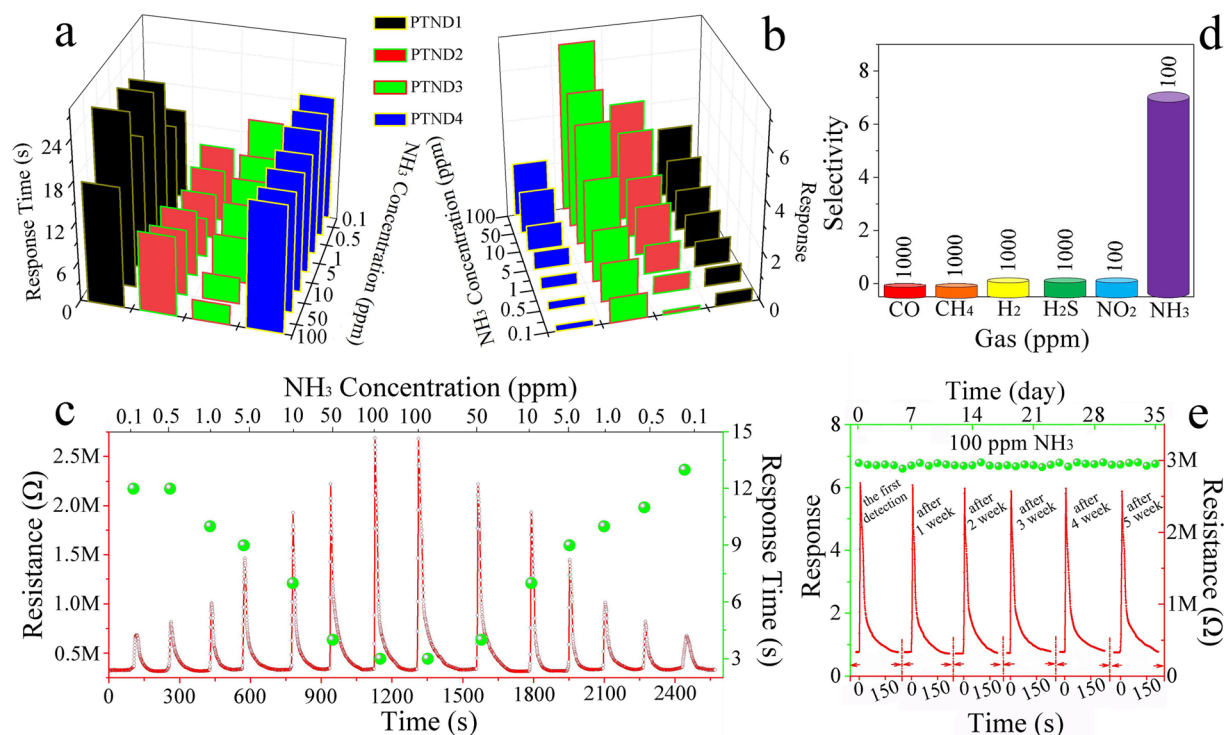 a
PTND1
PTND2
PTND3
PTND4
Response Time (s)
24
18
12
6
0
NH3 Concentration (ppm)
0.1
0.5
1
5
10
50
100
b
Response
6
4
2
0
NH3 Concentration (ppm)
100
50
10
5
1
0.5
0.1
d
Selectivity
8
6
4
2
0
1000
1000
1000
1000
100
100
CO CH4 H2 H2S NO2 NH3
Gas (ppm)
c
NH3 Concentration (ppm)
0.1 0.5 1.0 5.0 10 50 100 100 50 10 5.0 1.0 0.5 0.1
Resistance (Ω)
2.5M
2.0M
1.5M
1.0M
0.5M
15
12
9
6
3
Response Time (s)
0 300 600 900 1200 1500 1800 2100 2400
Time (s)
e
Time (day)
0 7 14 21 28 35
100 ppm NH3
Response
8
6
4
2
0
3M
2M
1M
0
Resistance (Ω)
the first
detection
after
1 week
after
2 week
after
3 week
after
4 week
after
5 week
0 150 0 150 0 150 0 150 0 150 0 150
Time (s)